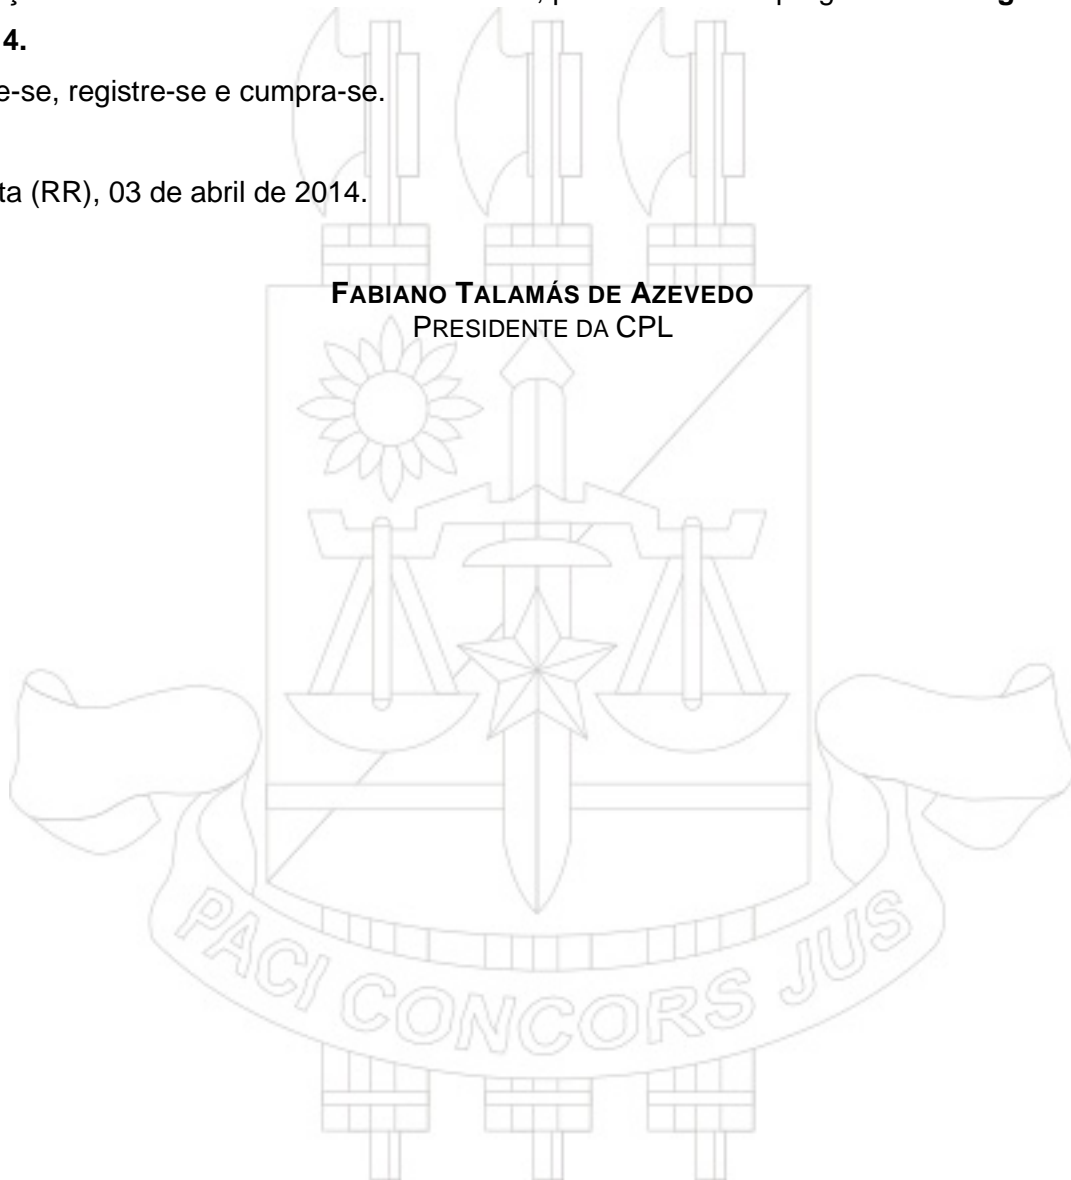 4.
e-se, registre-se e cumpra-se.
ta (RR), 03 de abril de 2014.
FABIANO TALAMÁS DE AZEVEDO
PRESIDENTE DA CPL
PACI CONCORS JUS